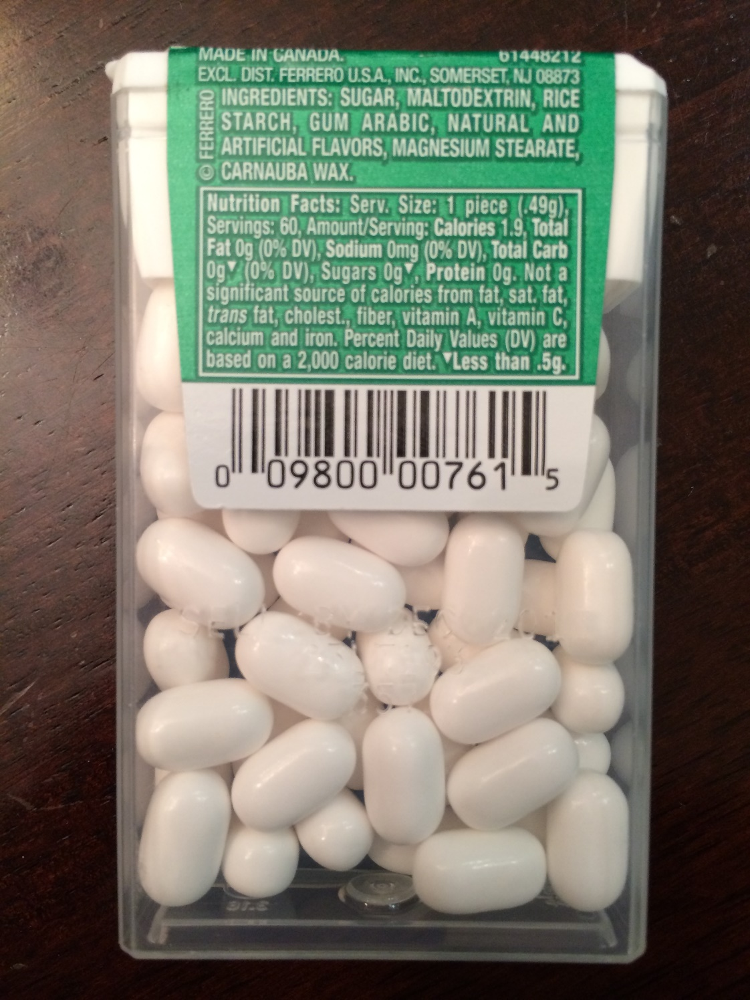 MADE IN CANADA. 61448212
EXCL. DIST. FERRERO U.S.A., INC., SOMERSET, NJ 08873
© FERRERO
INGREDIENTS: SUGAR, MALTODEXTRIN, RICE
STARCH, GUM ARABIC, NATURAL AND
ARTIFICIAL FLAVORS, MAGNESIUM STEARATE,
CARNAUBA WAX.
Nutrition Facts: Serv. Size: 1 piece (.49g),
Servings: 60, Amount/Serving: Calories 1.9, Total
Fat 0g (0% DV), Sodium 0mg (0% DV), Total Carb
0g▼ (0% DV), Sugars 0g▼, Protein 0g. Not a
significant source of calories from fat, sat. fat,
trans fat, cholest., fiber, vitamin A, vitamin C,
calcium and iron. Percent Daily Values (DV) are
based on a 2,000 calorie diet. ▼Less than .5g.
0 09800 00761 5
BY DEC